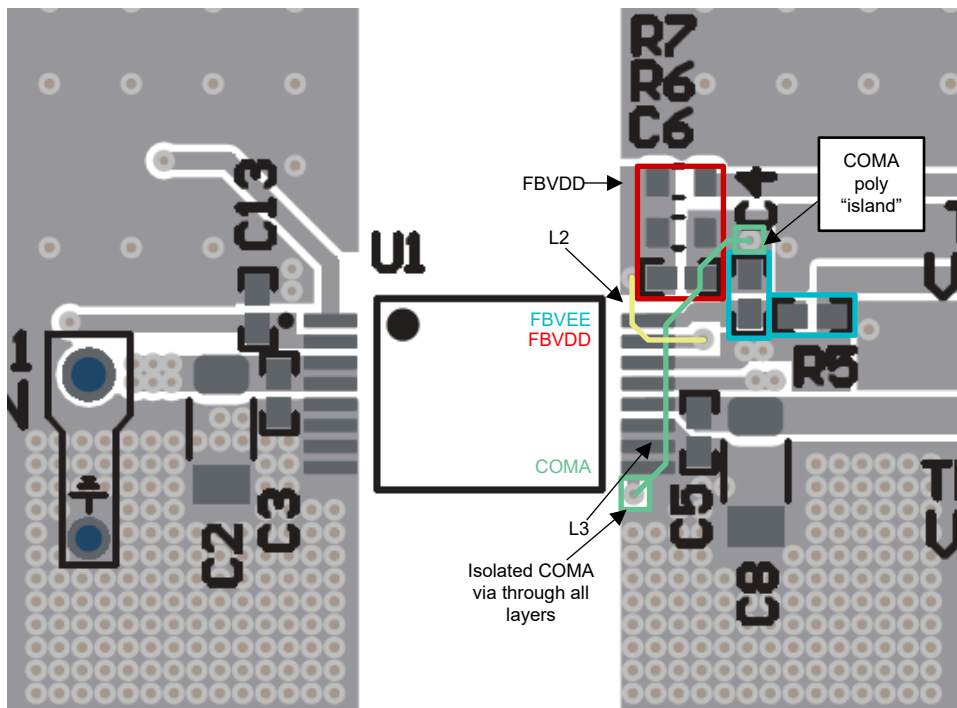 R7
R6
C6
COMA
poly
“island”
FBVDD
C4
C13
L2
U1
FBVEE
FBVDD
1
R5
COMA
C5
L3
C3
C2
Isolated COMA
via through all
layers
C8